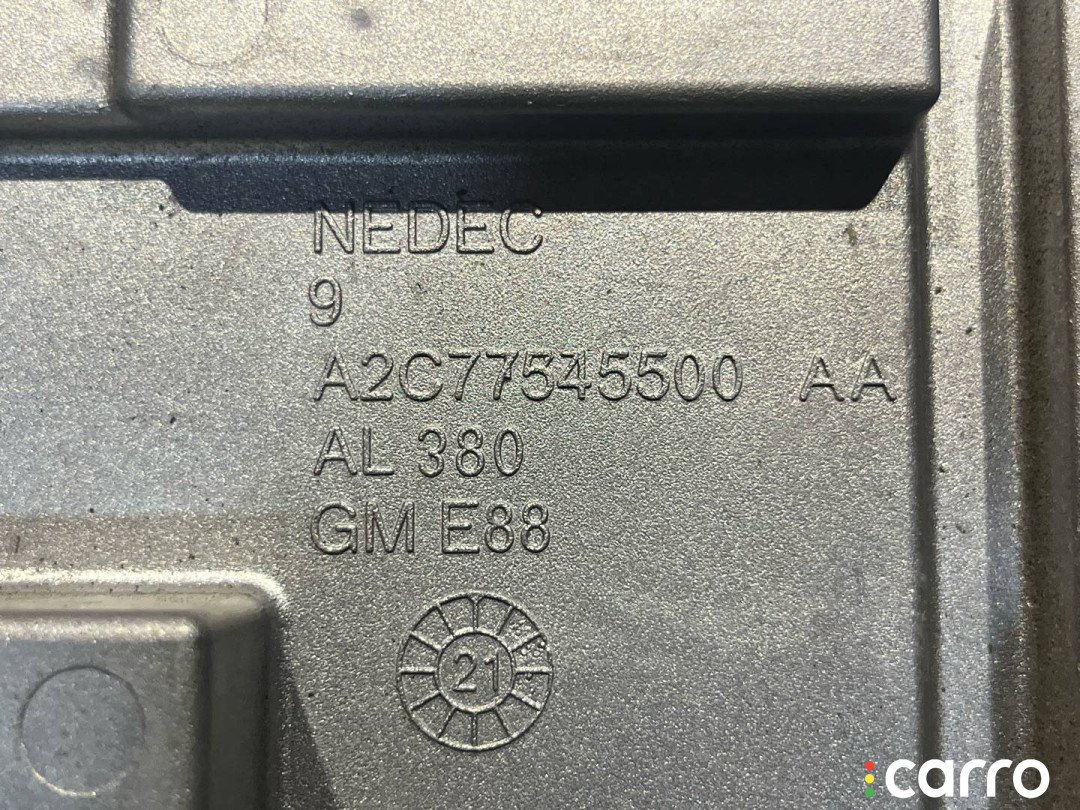 NEDEC
9
A2C77545500 AA
AL 380
GM E88
21
carro